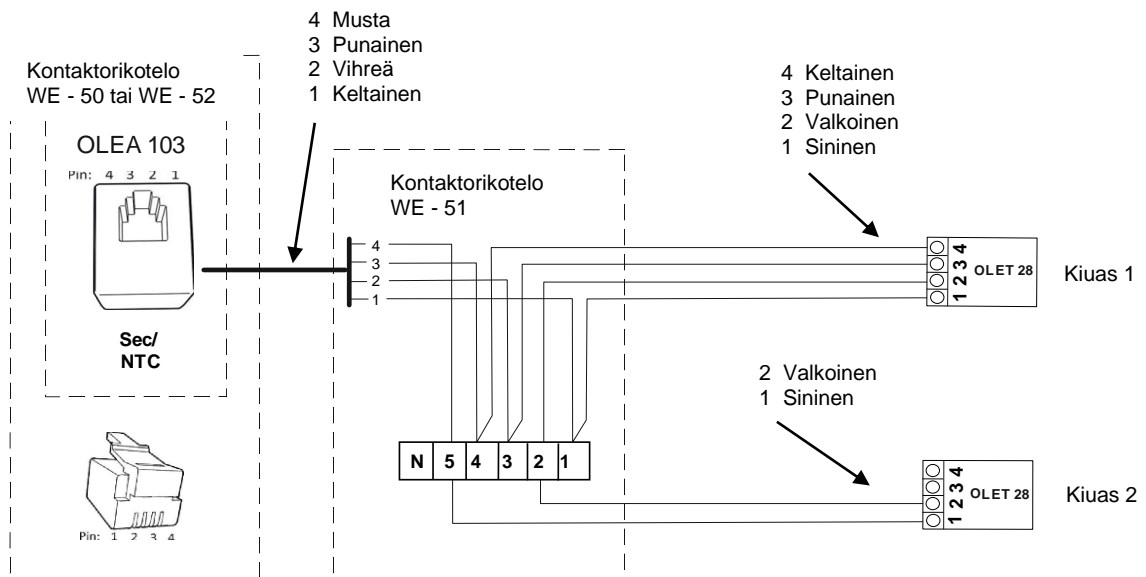 4 Musta
3 Punainen
2 Vihreä
1 Keltainen
Kontaktorikotelo
WE - 50 tai WE - 52
OLEA 103
Pin: 4 3 2 1
Sec/
NTC
Pin: 1 2 3 4
Kontaktorikotelo
WE - 51
4
3
2
1
N 5 4 3 2 1
4 Keltainen
3 Punainen
2 Valkoinen
1 Sininen
1 2 3 4
OLET 28
Kiuas 1
2 Valkoinen
1 Sininen
1 2 3 4
OLET 28
Kiuas 2